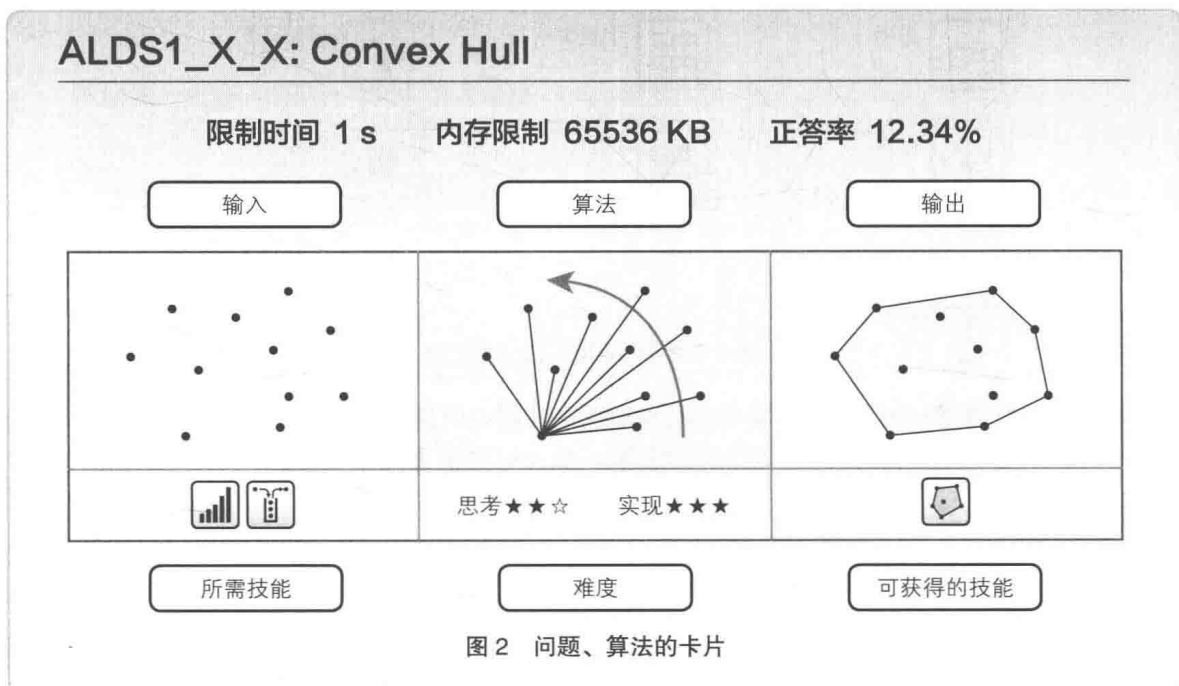 ALDS1_X_X: Convex Hull
限制时间 1 s 内存限制 65536 KB 正答率 12.34%
输入 算法 输出
思考★★☆ 实现★★★
所需技能 难度 可获得的技能
图 2 问题、算法的卡片